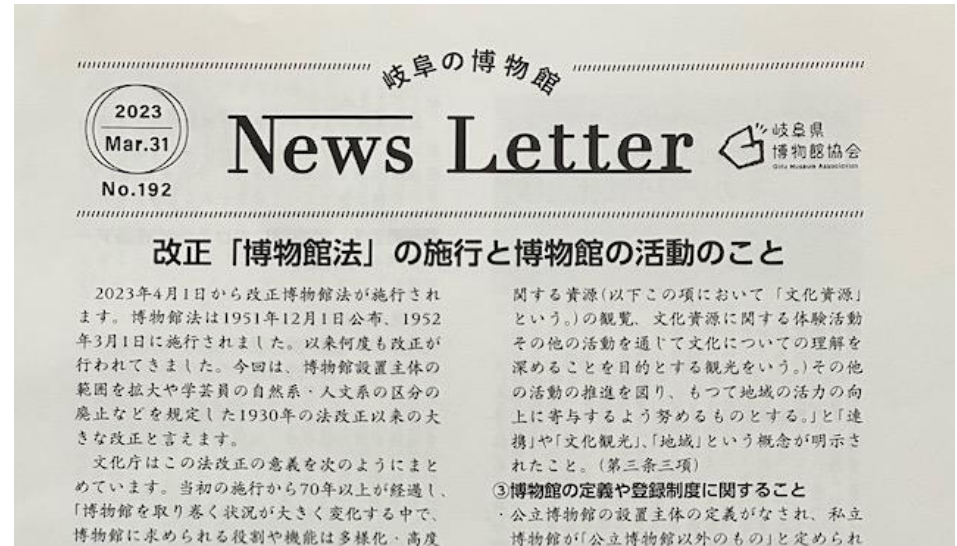 岐阜の博物館
2023
Mar.31
No.192
News Letter
岐阜県
博物館協会
Gifu Museum Association
改正「博物館法」の施行と博物館の活動のこと
2023年4月1日から改正博物館法が施行され
ます。博物館法は1951年12月1日公布、1952
年3月1日に施行されました。以来何度も改正が
行われてきました。今回は、博物館設置主体の
範囲を拡大や学芸員の自然系・人文系の区分の
廃止などを規定した1930年の法改正以来の大
きな改正と言えます。
文化庁はこの法改正の意義を次のようにまと
めています。当初の施行から70年以上が経過し、
「博物館を取り巻く状況が大きく変化する中で、
博物館に求められる役割や機能は多様化・高度
関する資源(以下この項において「文化資源」
という。)の観覧、文化資源に関する体験活動
その他の活動を通じて文化についての理解を
深めることを目的とする観光をいう。)その他
の活動の推進を図り、もつて地域の活力の向
上に寄与するよう努めるものとする。」と「連
携」や「文化観光」、「地域」という概念が明示さ
れたこと。(第三条三項)
③博物館の定義や登録制度に関すること
・公立博物館の設置主体の定義がなされ、私立
博物館が「公立博物館以外のもの」と定められ